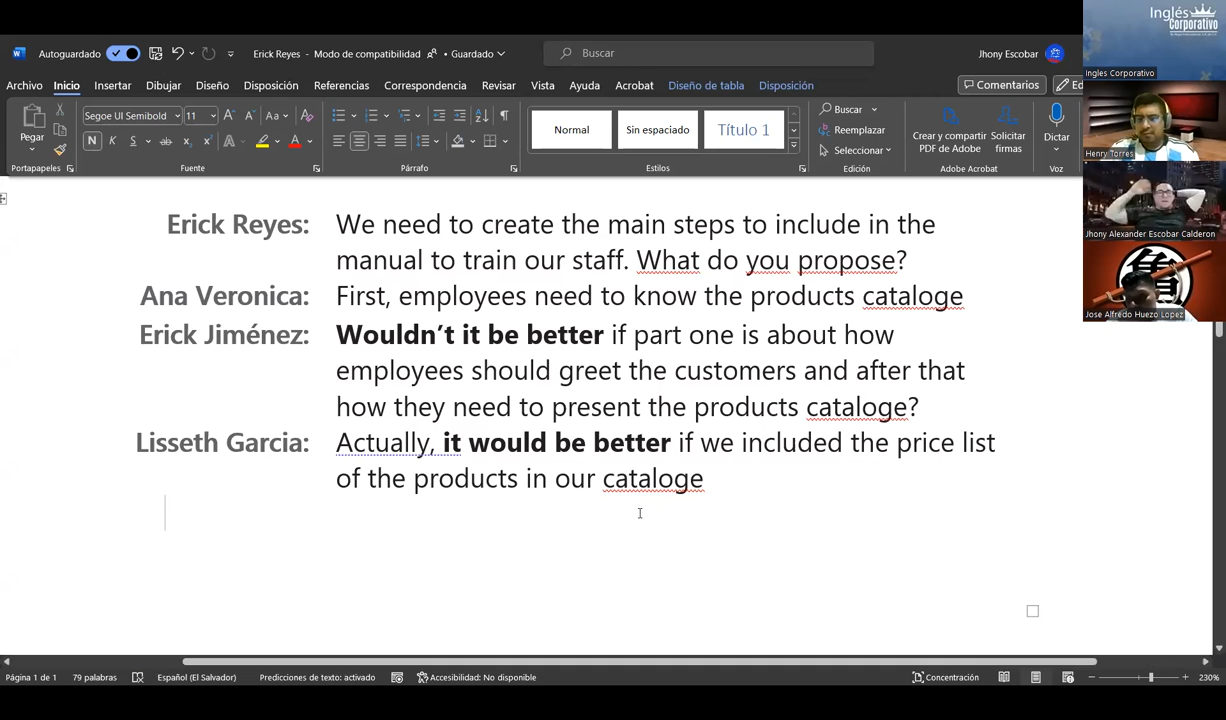 Autoguardado
Erick Reyes - Modo de compatibilidad
Guardado
Buscar
Jhony Escobar
Archivo Inicio Insertar Dibujar Diseño Disposición Referencias Correspondencia Revisar Vista Ayuda Acrobat Diseño de tabla Disposición
Comentarios
Ed
Pegar
Portapapeles
Segoe UI Semibold 11
Fuente
Párrafo
Normal
Sin espaciado
Título 1
Estilos
Buscar
Reemplazar
Seleccionar
Edición
Crear y compartir PDF de Adobe
Solicitar firmas
Adobe Acrobat
Dictar
Voz
Erick Reyes: We need to create the main steps to include in the
manual to train our staff. What do you propose?
Ana Veronica: First, employees need to know the products cataloge
Erick Jiménez: Wouldn't it be better if part one is about how
employees should greet the customers and after that
how they need to present the products cataloge?
Lisseth Garcia: Actually, it would be better if we included the price list
of the products in our cataloge
Inglés
Corporativo
Ingles Corporativo
Henry Torres
Jhony Alexander Escobar Calderon
Jose Alfredo Huezo Lopez
Página 1 de 1 79 palabras Español (El Salvador) Predicciones de texto: activado Accesibilidad: No disponible Concentración 230%